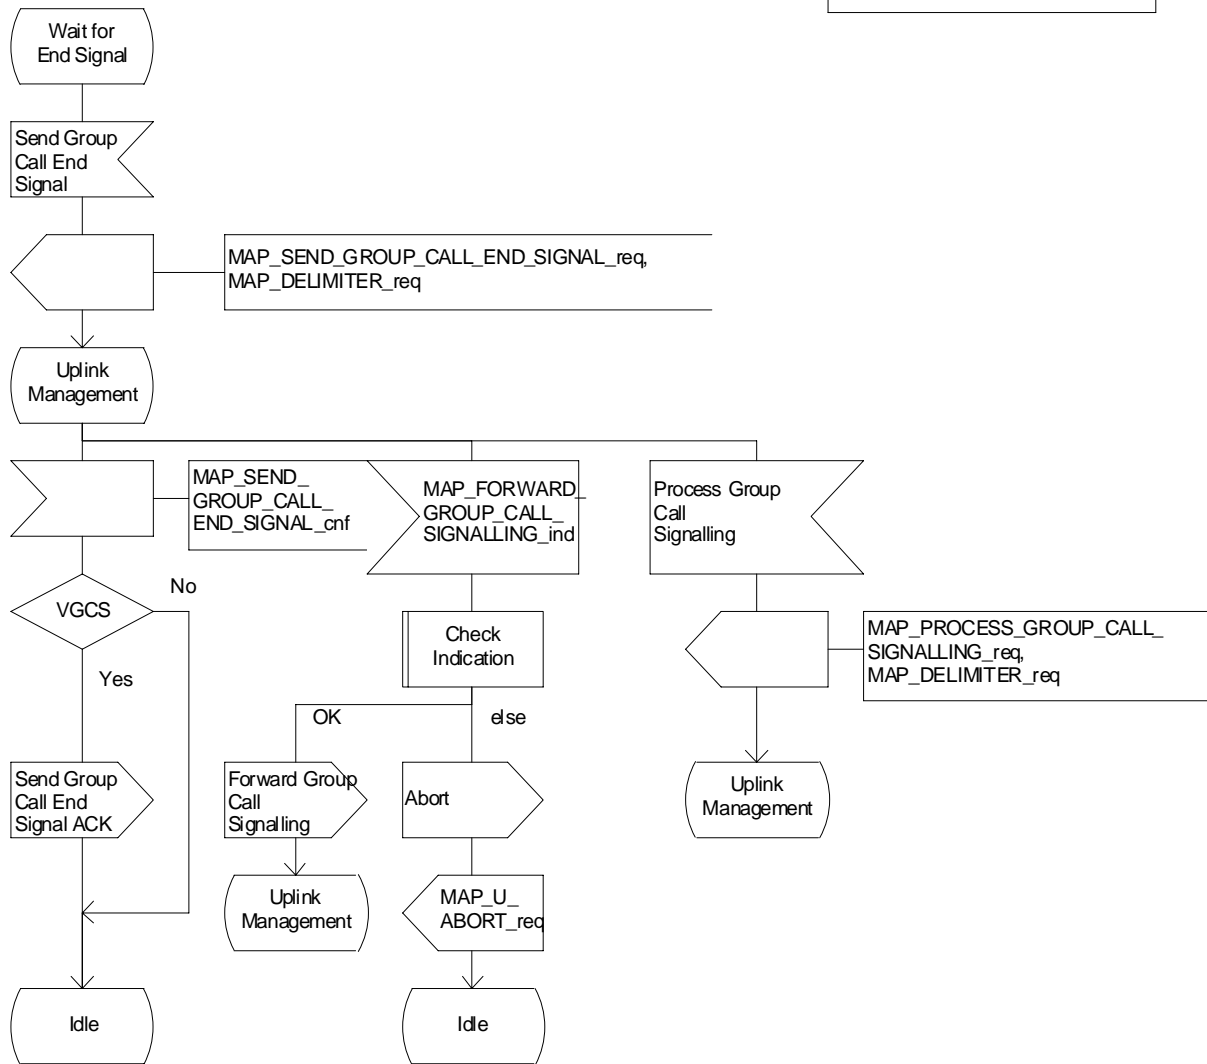 Wait for
End Signal
Send Group
Call End
Signal
MAP_SEND_GROUP_CALL_END_SIGNAL_req,
MAP_DELIMITER_req
Uplink
Management
MAP_SEND_
GROUP_CALL_
END_SIGNAL_cnf
MAP_FORWARD_
GROUP_CALL_
SIGNALLING_ind
Process Group
Call
Signalling
VGCS
No
Yes
Check
Indication
MAP_PROCESS_GROUP_CALL_
SIGNALLING_req,
MAP_DELIMITER_req
OK
else
Send Group
Call End
Signal ACK
Forward Group
Call
Signalling
Abort
Uplink
Management
Uplink
Management
MAP_U_
ABORT_req
Idle
Idle